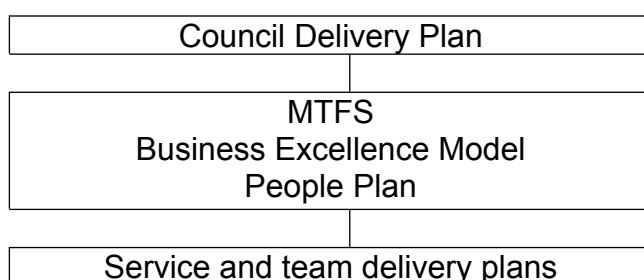 Council Delivery Plan
MTFS
Business Excellence Model
People Plan
Service and team delivery plans